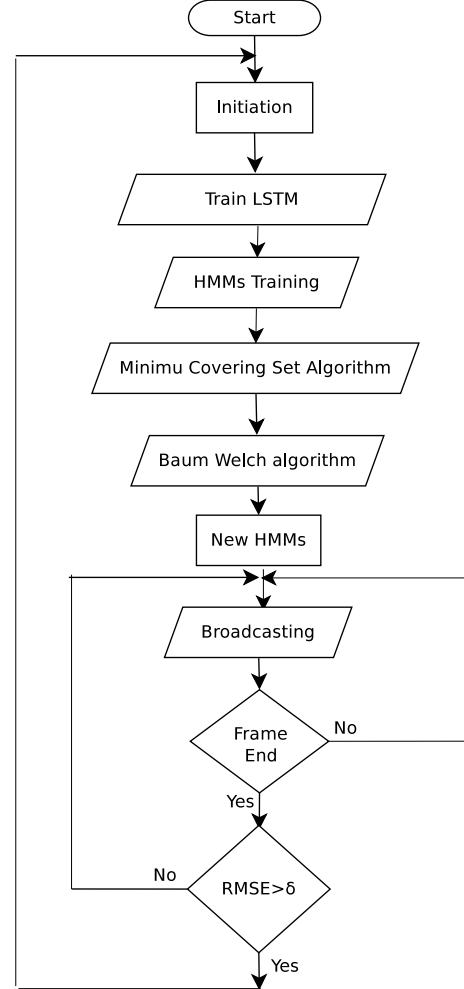 Start
Initiation
Train LSTM
HMMs Training
Minimu Covering Set Algorithm
Baum Welch algorithm
New HMMs
Broadcasting
Frame
End
No
Yes
No
RMSE>δ
Yes